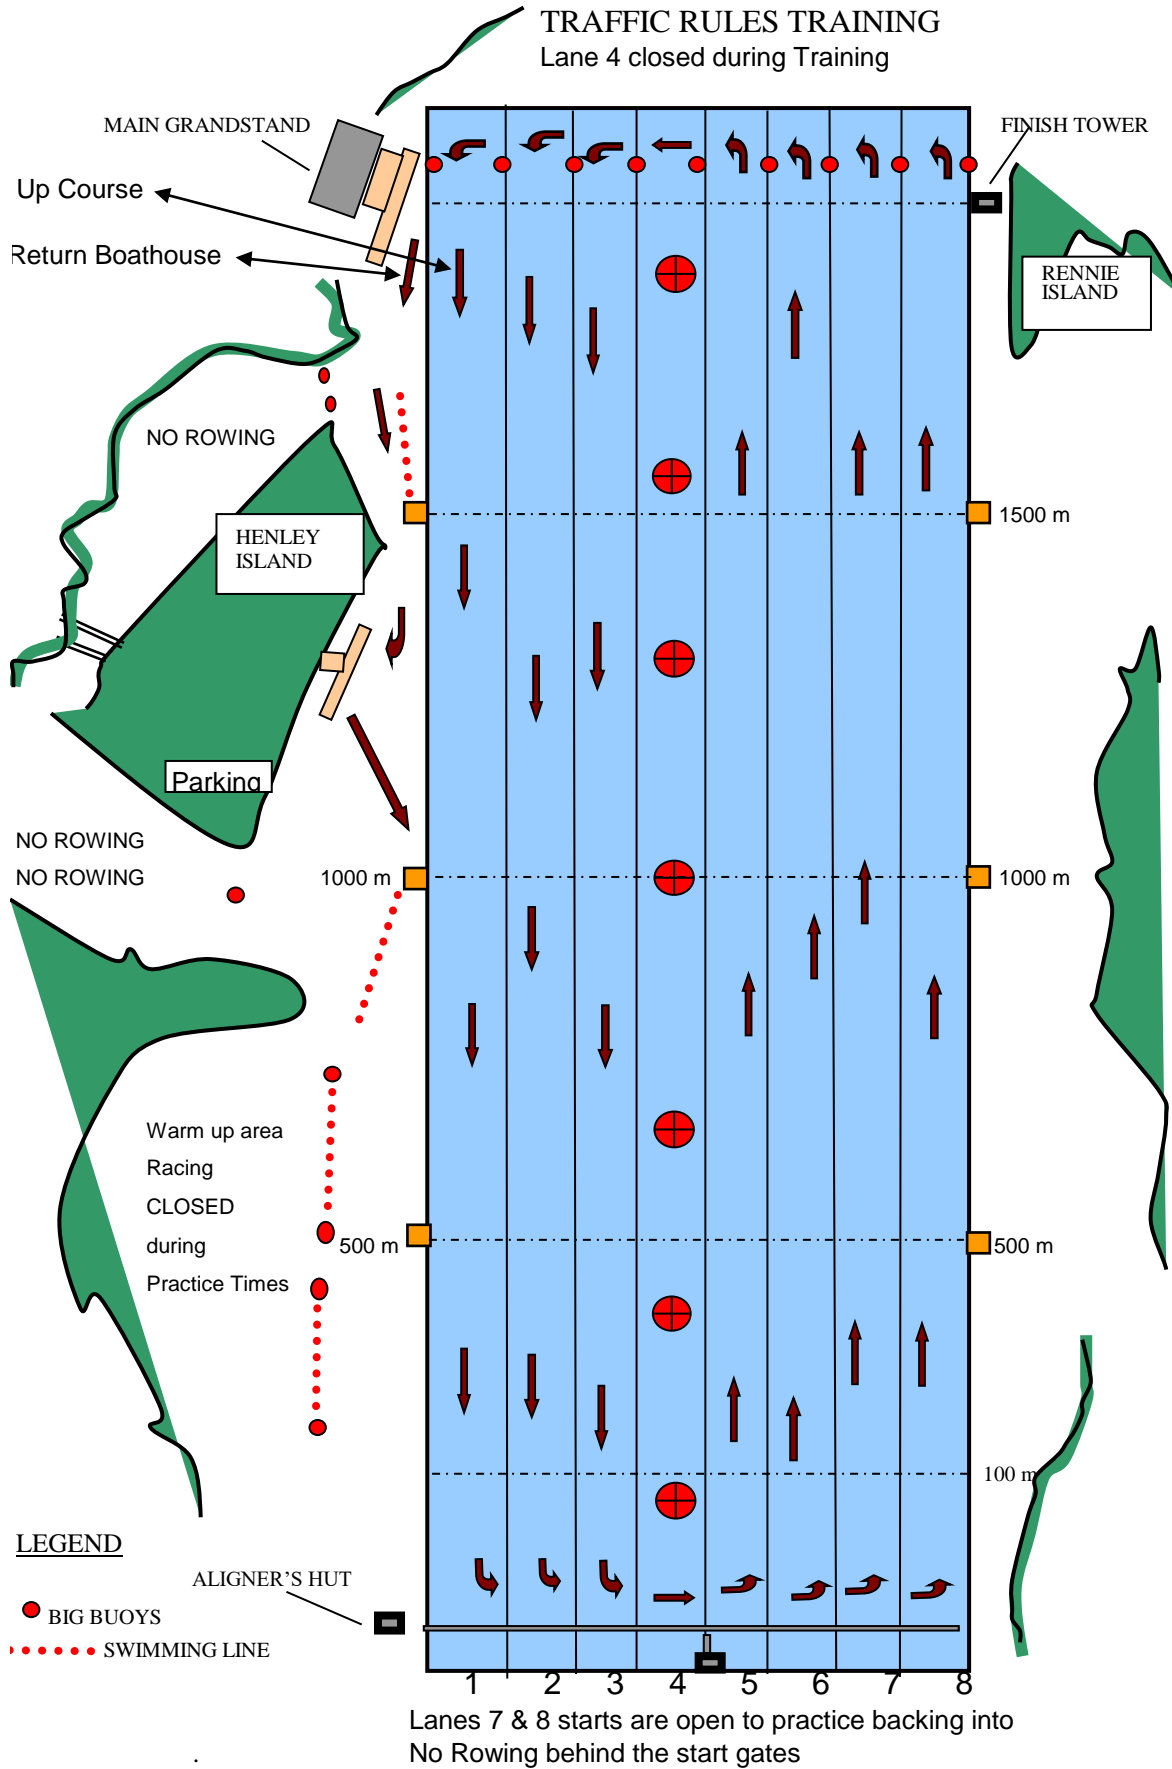 TRAFFIC RULES TRAINING
Lane 4 closed during Training
MAIN GRANDSTAND
FINISH TOWER
Up Course
Return Boathouse
RENNIE
ISLAND
NO ROWING
1500 m
HENLEY
ISLAND
Parking
NO ROWING
NO ROWING
1000 m
1000 m
Warm up area
Racing
CLOSED
during
Practice Times
500 m
500 m
100 m
LEGEND
ALIGNER'S HUT
BIG BUOYS
SWIMMING LINE
1 2 3 4 5 6 7 8
Lanes 7 & 8 starts are open to practice backing into
No Rowing behind the start gates
.